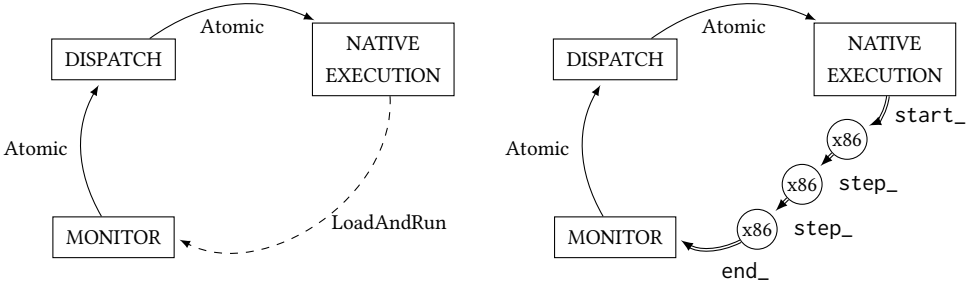 Atomic
DISPATCH
NATIVE
EXECUTION
Atomic
LoadAndRun
MONITOR
Atomic
DISPATCH
NATIVE
EXECUTION
start_
x86
Atomic
x86
step_
x86
step_
MONITOR
end_